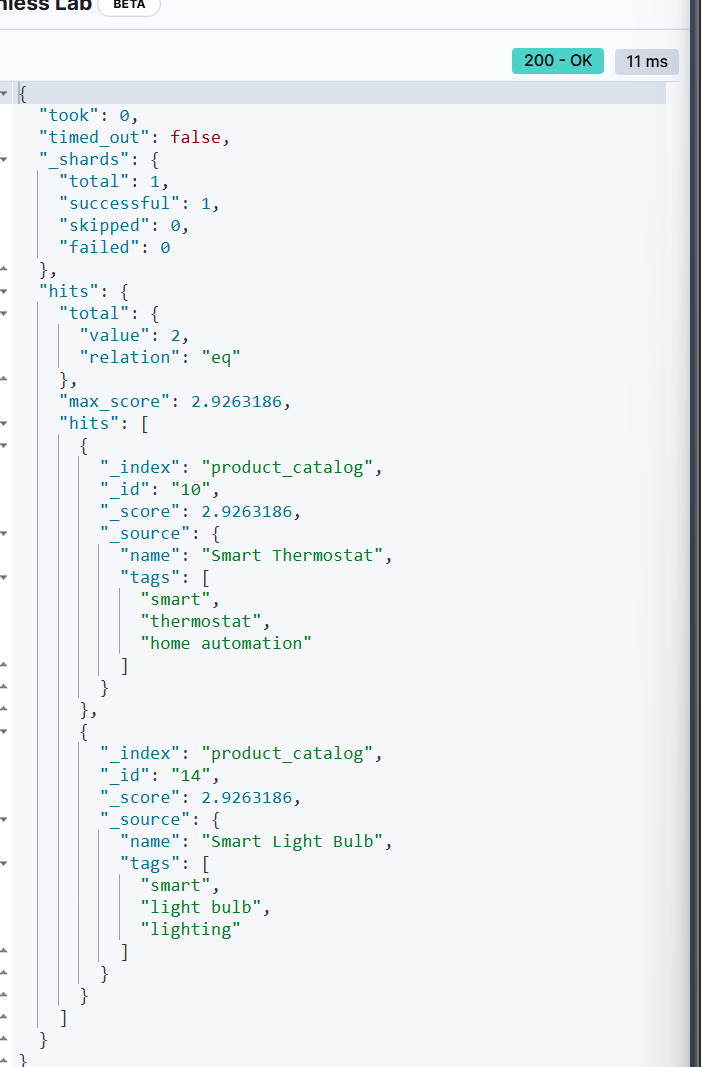 nless Lab BETA
200 - OK 11 ms
{
"took": 0,
"timed_out": false,
"_shards": {
"total": 1,
"successful": 1,
"skipped": 0,
"failed": 0
},
"hits": {
"total": {
"value": 2,
"relation": "eq"
},
"max_score": 2.9263186,
"hits": [
{
"_index": "product_catalog",
"_id": "10",
"_score": 2.9263186,
"_source": {
"name": "Smart Thermostat",
"tags": [
"smart",
"thermostat",
"home automation"
]
}
},
{
"_index": "product_catalog",
"_id": "14",
"_score": 2.9263186,
"_source": {
"name": "Smart Light Bulb",
"tags": [
"smart",
"light bulb",
"lighting"
]
}
}
]
}
}